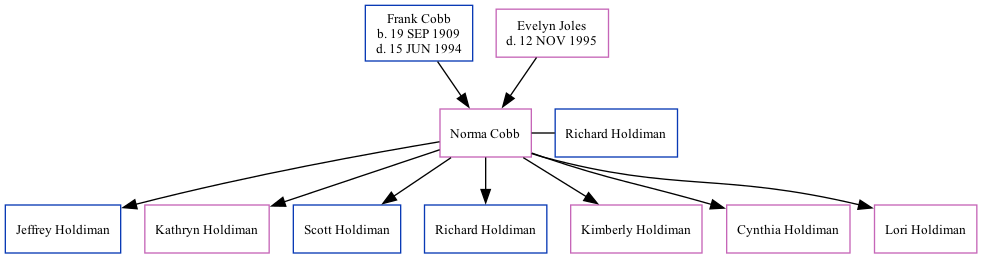 Frank Cobb
b. 19 SEP 1909
d. 15 JUN 1994
Evelyn Joles
d. 12 NOV 1995
Norma Cobb
Richard Holdiman
Jeffrey Holdiman
Kathryn Holdiman
Scott Holdiman
Richard Holdiman
Kimberly Holdiman
Cynthia Holdiman
Lori Holdiman